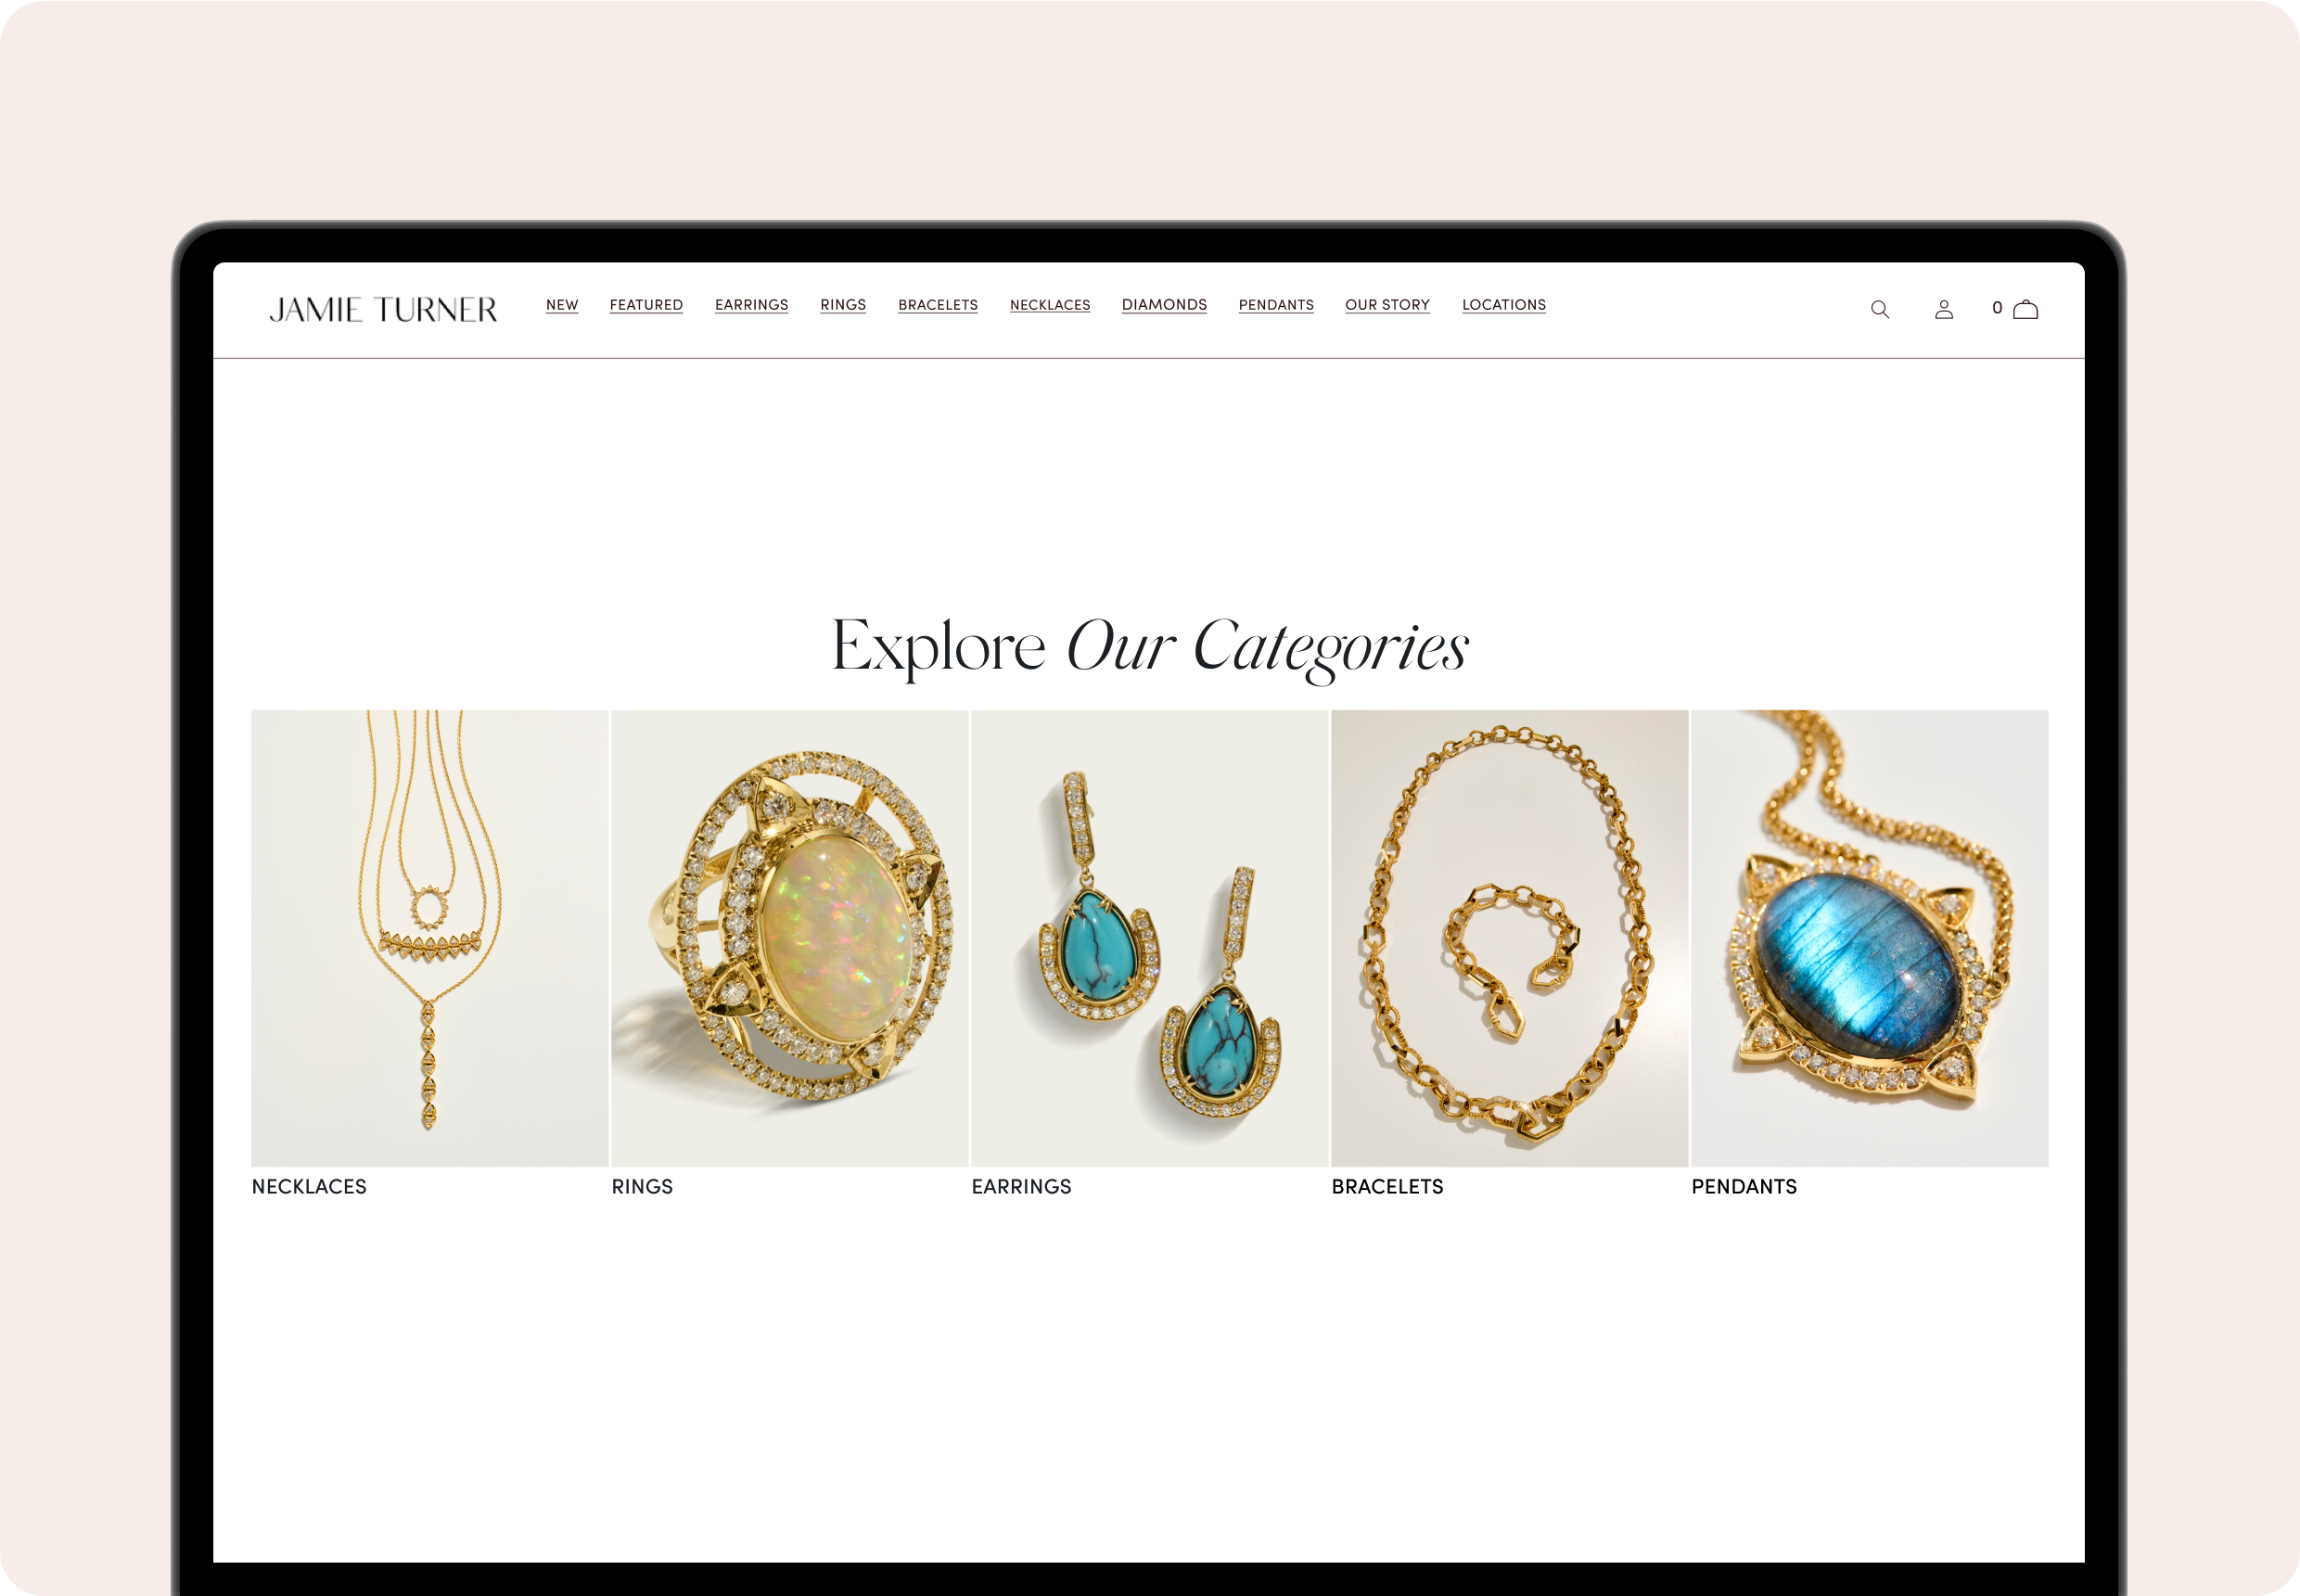 JAMIE TURNER NEW FEATURED EARRINGS RINGS BRACELETS NECKLACES DIAMONDS PENDANTS OUR STORY LOCATIONS 0
Explore Our Categories
NECKLACES RINGS EARRINGS BRACELETS PENDANTS